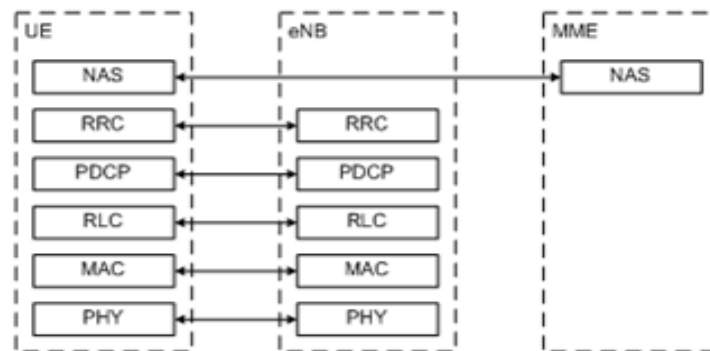 UE eNB MME
NAS NAS
RRC RRC
PDCP PDCP
RLC RLC
MAC MAC
PHY PHY